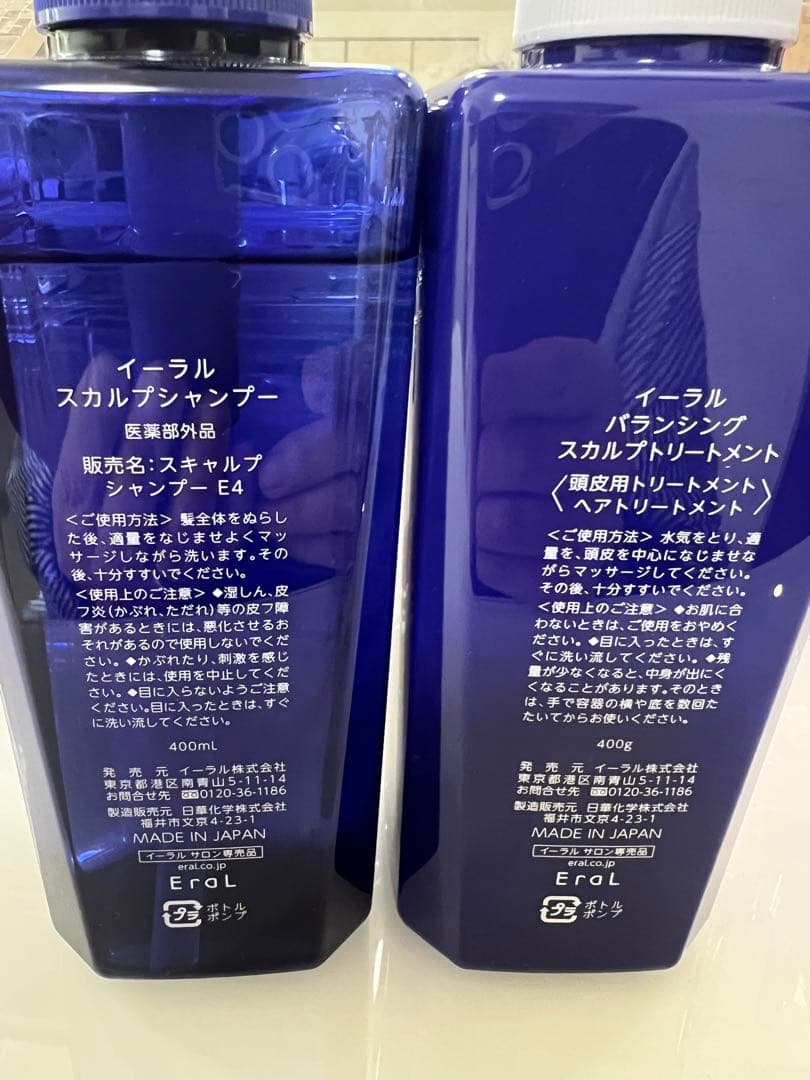 イーラル
スカルプシャンプー
医薬部外品
販売名:スキャルプ
シャンプー E4
<ご使用方法> 髪全体をぬらし
た後、適量をなじませよくマッ
サージしながら洗います。その
後、十分すすいでください。
<使用上のご注意> ◆湿しん、皮
フ炎(かぶれ、ただれ)等の皮フ障
害があるときには、悪化させるお
それがあるので使用しないでくだ
さい。 ◆かぶれたり、刺激を感じ
たときには、使用を中止してくだ
さい。 ◆目に入らないようご注意
ください。目に入ったときは、すぐ
に洗い流してください。
400mL
発売元 イーラル株式会社
東京都港区南青山5-11-14
お問合せ先 0120-36-1186
製造販売元 日華化学株式会社
福井市文京4-23-1
MADE IN JAPAN
イーラル サロン専売品
eral.co.jp
EraL
プラ ボトル
ポンプ
イーラル
バランシング
スカルプトリートメント
〈頭皮用トリートメント
ヘアトリートメント〉
<ご使用方法> 水気をとり、適
量を、頭皮を中心になじませな
がらマッサージしてください。
その後、十分すすいでください。
<使用上のご注意> ◆お肌に合
わないときは、ご使用をおやめく
ださい。 ◆目に入ったときは、す
ぐに洗い流してください。 ◆残
量が少なくなると、中身が出にく
くなることがあります。そのとき
は、手で容器の横や底を数回た
たいてからお使いください。
400g
発売元 イーラル株式会社
東京都港区南青山5-11-14
お問合せ先 0120-36-1186
製造販売元 日華化学株式会社
福井市文京4-23-1
MADE IN JAPAN
イーラル サロン専売品
eral.co.jp
EraL
プラ ボトル
ポンプ